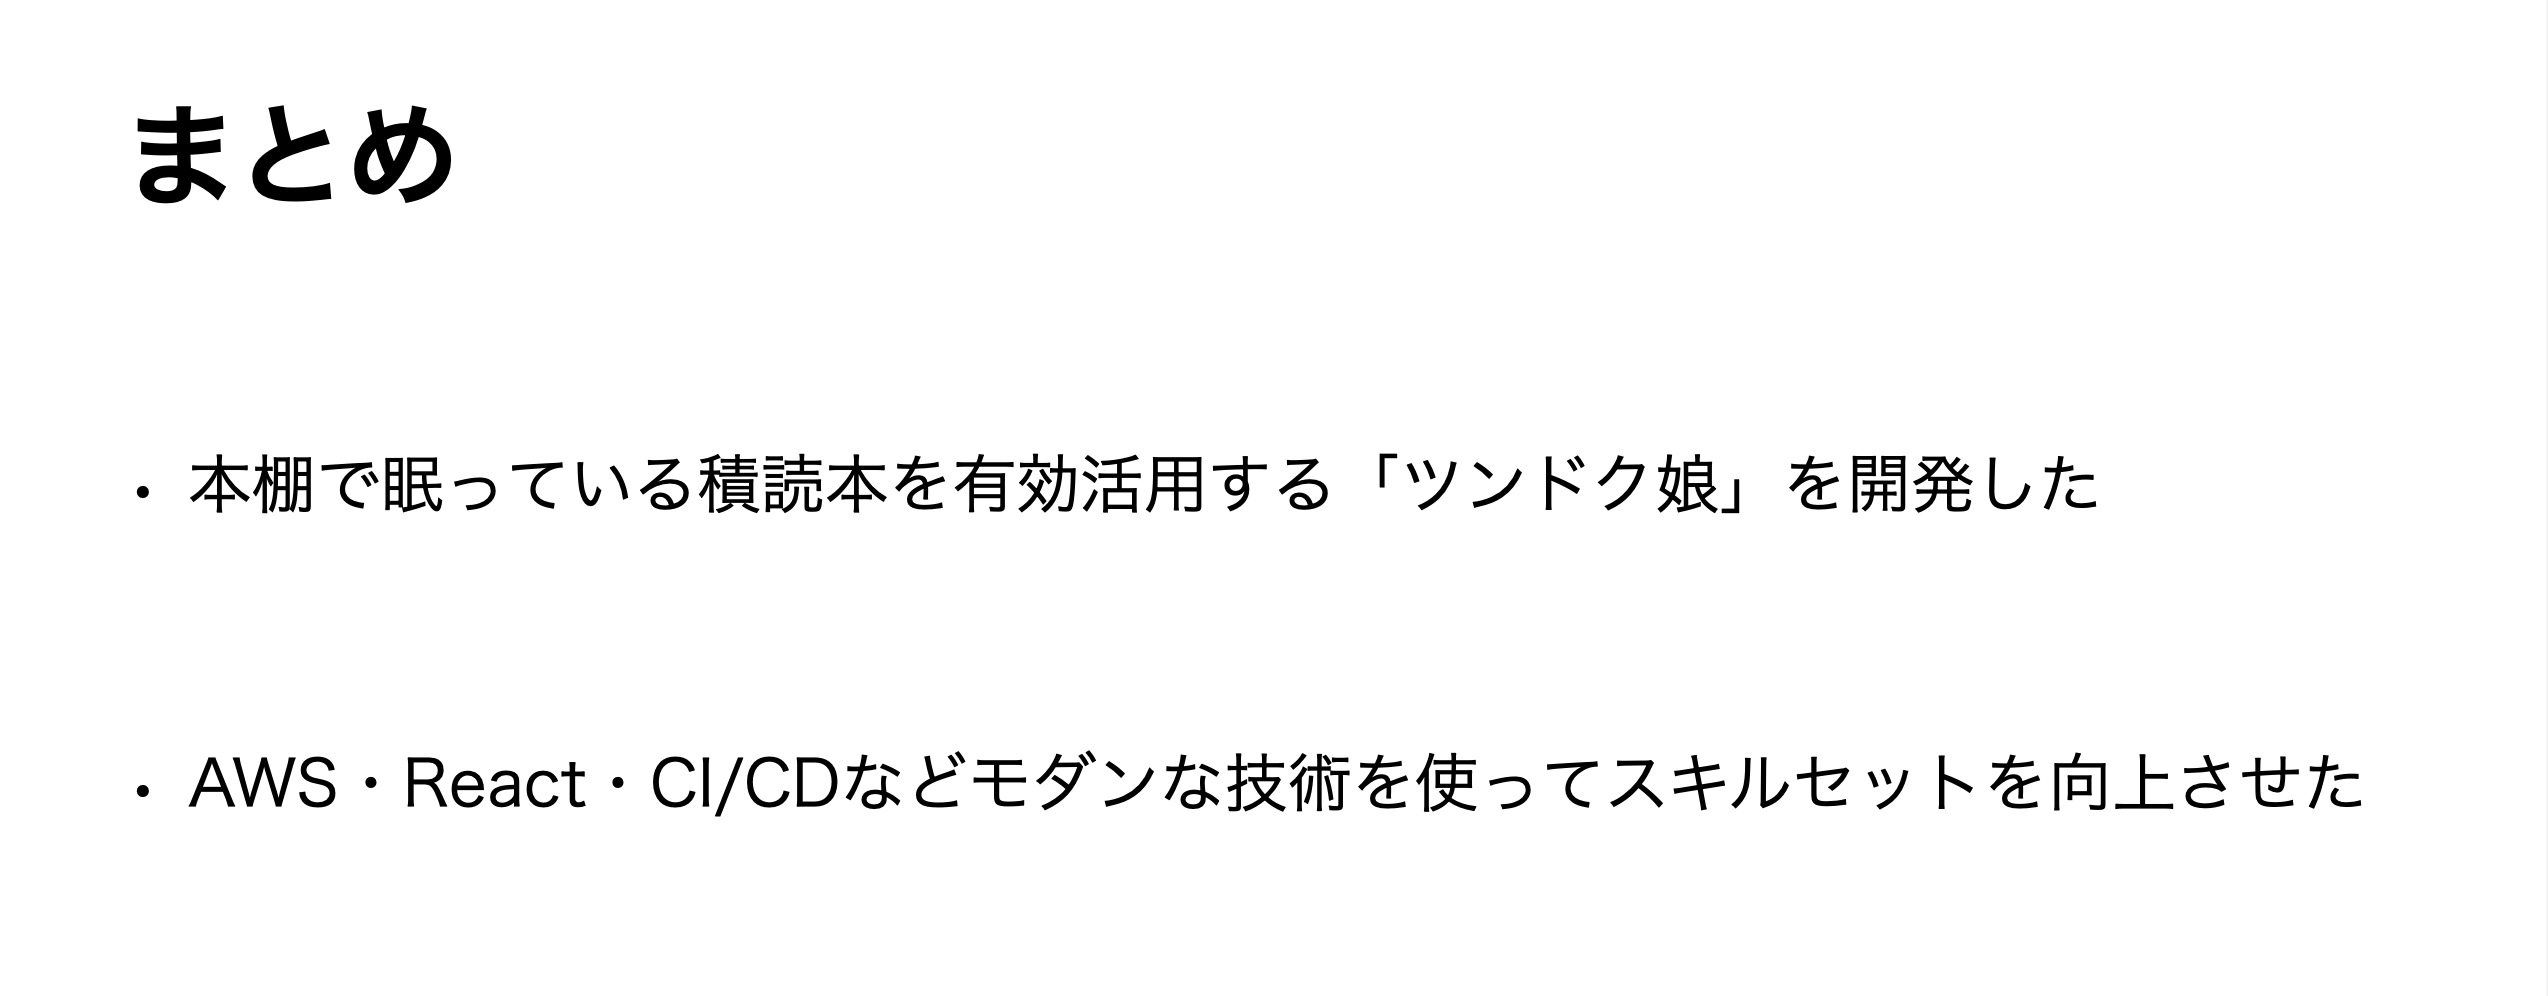 まとめ
・本棚で眠っている積読本を有効活用する「ツンドク娘」を開発した
・AWS・React・CI/CDなどモダンな技術を使ってスキルセットを向上させた